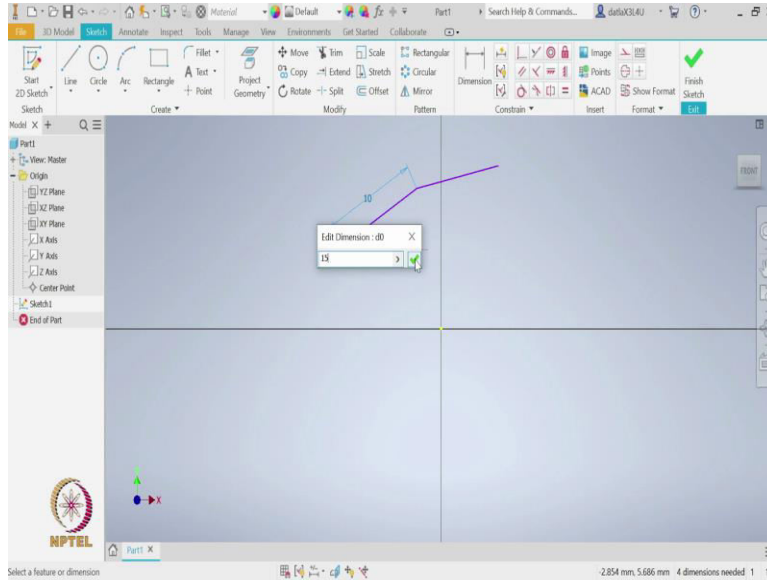 Material Default fx Part1 Search Help & Commands... datlaX3L4U
File 3D Model Sketch Annotate Inspect Tools Manage View Environments Get Started Collaborate
Start 2D Sketch Line Circle Arc Rectangle Fillet Text Point Project Geometry Move Copy Rotate Trim Extend Split Scale Stretch Offset Rectangular Circular Mirror Dimension Image Points ACAD Show Format Finish Sketch
Sketch Create Modify Pattern Constrain Insert Format Exit
Model X +
Part1
View: Master
Origin
YZ Plane
XZ Plane
XY Plane
X Axis
Y Axis
Z Axis
Center Point
Sketch1
End of Part
FRONT
10
Edit Dimension : d0 X
15
X
NPTEL
Part1 X
Select a feature or dimension -2.854 mm, 5.686 mm 4 dimensions needed 1